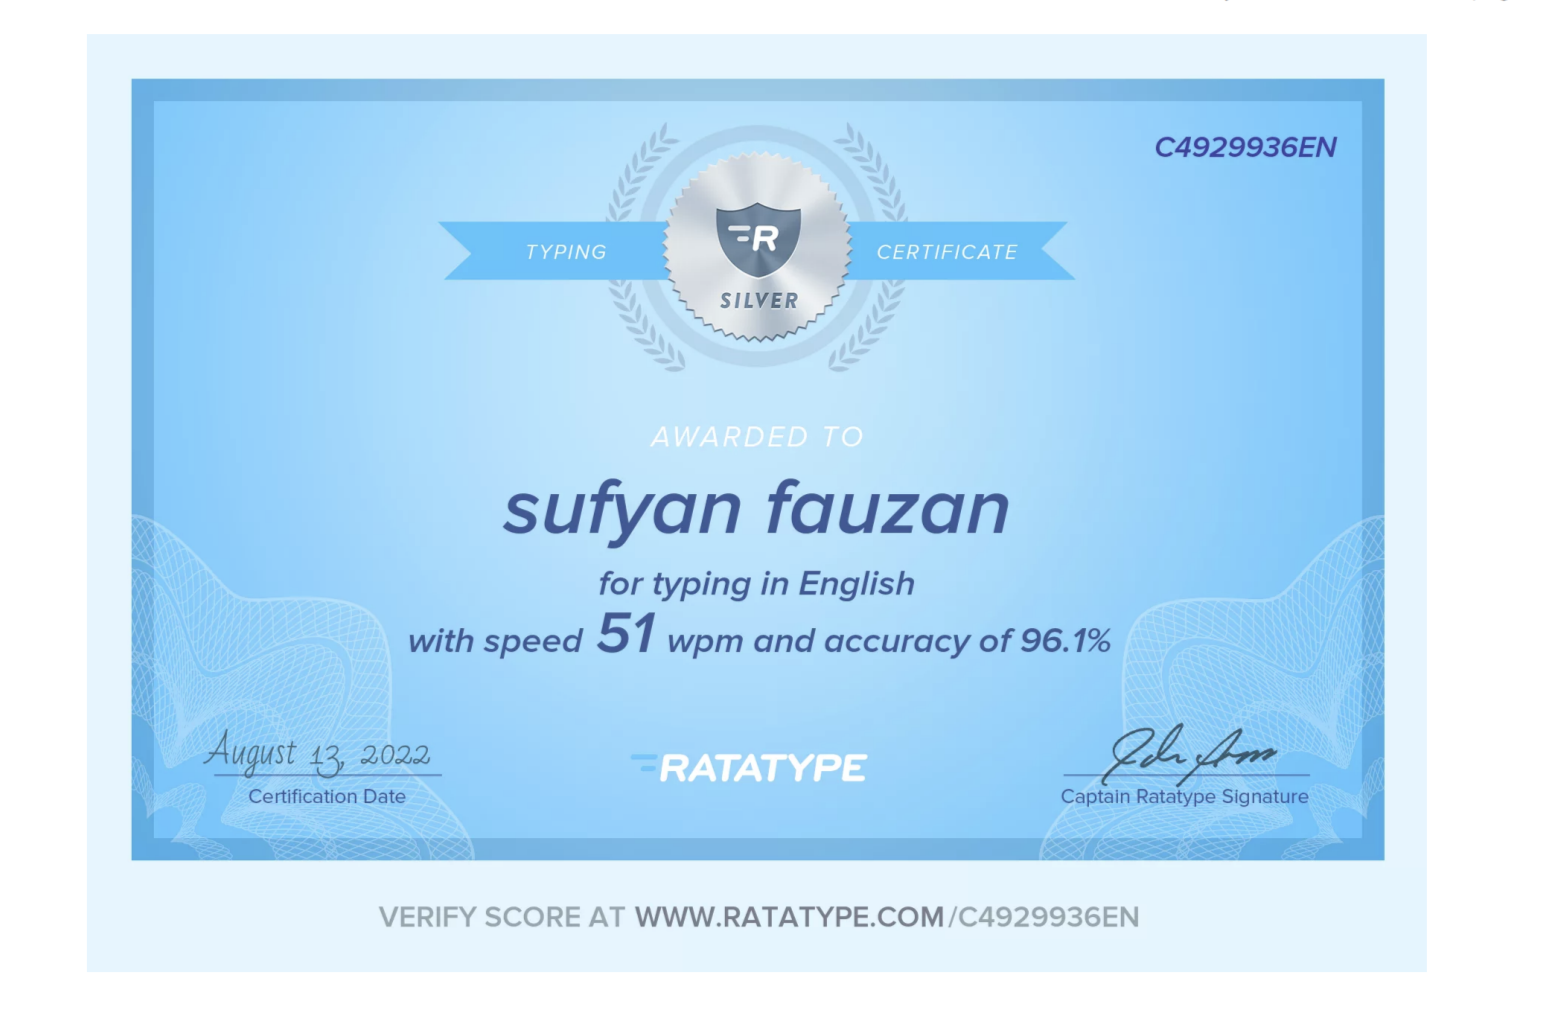 C4929936EN
TYPING
R
SILVER
CERTIFICATE
AWARDED TO
sufyan fauzan
for typing in English
with speed 51 wpm and accuracy of 96.1%
August 13, 2022
Certification Date
RATATYPE
Captain Ratatype Signature
VERIFY SCORE AT WWW.RATATYPE.COM/C4929936EN